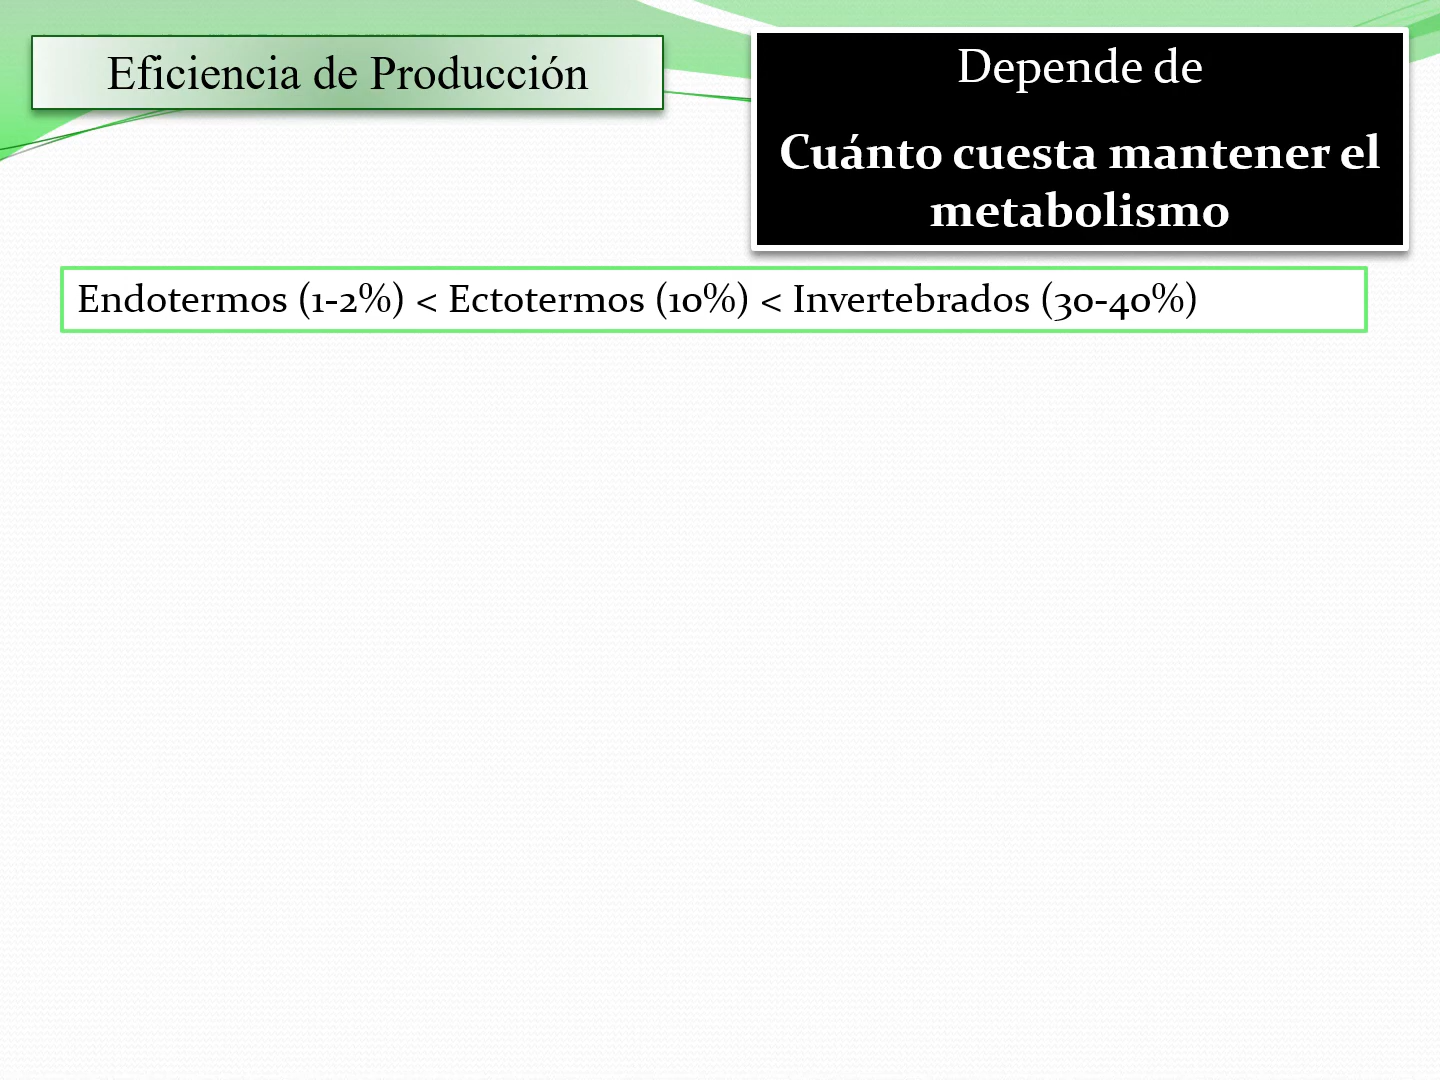 Eficiencia de Producción
Depende de
Cuánto cuesta mantener el
metabolismo
Endotermos (1-2%) < Ectotermos (10%) < Invertebrados (30-40%)